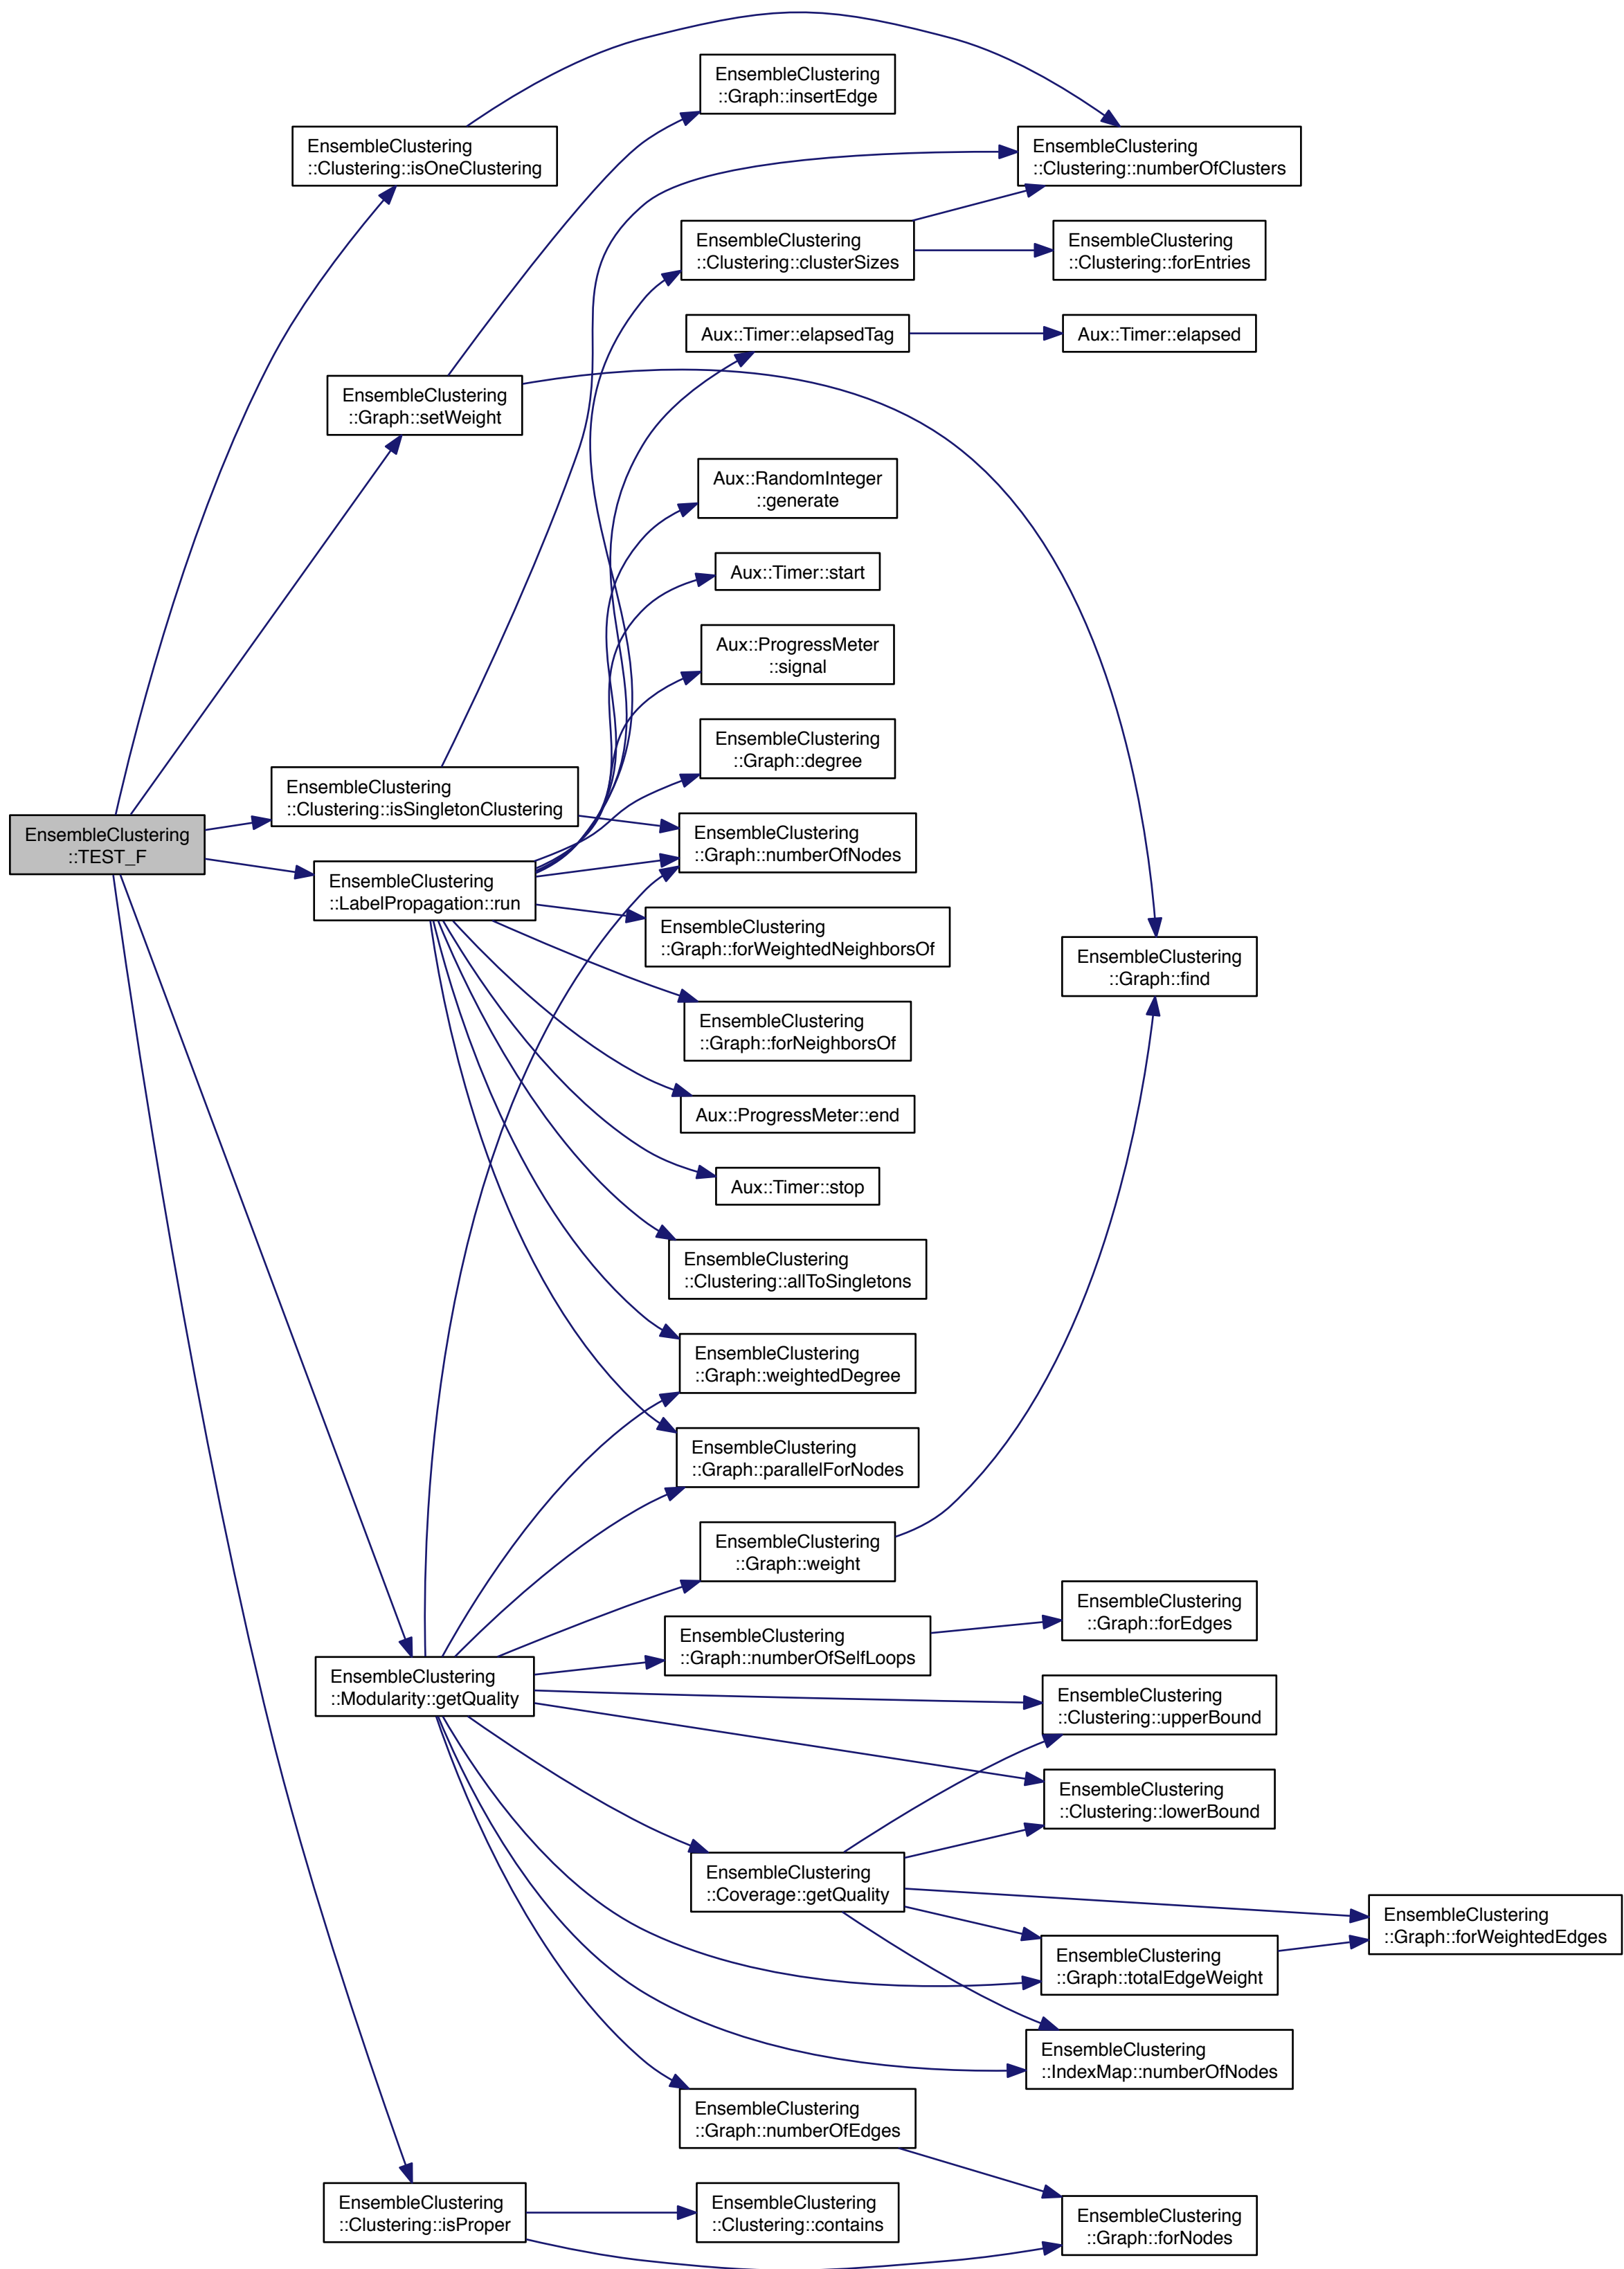 EnsembleClustering
::Graph::insertEdge
EnsembleClustering
::Clustering::isOneClustering
EnsembleClustering
::Clustering::numberOfClusters
EnsembleClustering
::Clustering::clusterSizes
EnsembleClustering
::Clustering::forEntries
Aux::Timer::elapsedTag
Aux::Timer::elapsed
EnsembleClustering
::Graph::setWeight
Aux::RandomInteger
::generate
Aux::Timer::start
Aux::ProgressMeter
::signal
EnsembleClustering
::Graph::degree
EnsembleClustering
::Clustering::isSingletonClustering
EnsembleClustering
::TEST_F
EnsembleClustering
::Graph::numberOfNodes
EnsembleClustering
::LabelPropagation::run
EnsembleClustering
::Graph::forWeightedNeighborsOf
EnsembleClustering
::Graph::find
EnsembleClustering
::Graph::forNeighborsOf
Aux::ProgressMeter::end
Aux::Timer::stop
EnsembleClustering
::Clustering::allToSingletons
EnsembleClustering
::Graph::weightedDegree
EnsembleClustering
::Graph::parallelForNodes
EnsembleClustering
::Graph::weight
EnsembleClustering
::Graph::forEdges
EnsembleClustering
::Graph::numberOfSelfLoops
EnsembleClustering
::Modularity::getQuality
EnsembleClustering
::Clustering::upperBound
EnsembleClustering
::Clustering::lowerBound
EnsembleClustering
::Coverage::getQuality
EnsembleClustering
::Graph::forWeightedEdges
EnsembleClustering
::Graph::totalEdgeWeight
EnsembleClustering
::IndexMap::numberOfNodes
EnsembleClustering
::Graph::numberOfEdges
EnsembleClustering
::Clustering::isProper
EnsembleClustering
::Clustering::contains
EnsembleClustering
::Graph::forNodes